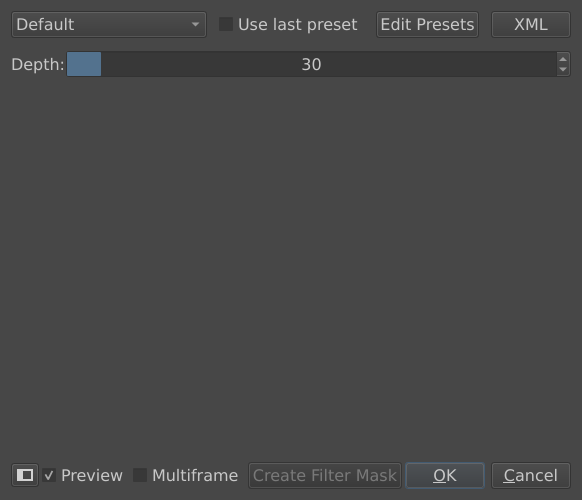 Default Use last preset Edit Presets XML
Depth: 30
Preview Multiframe Create Filter Mask OK Cancel